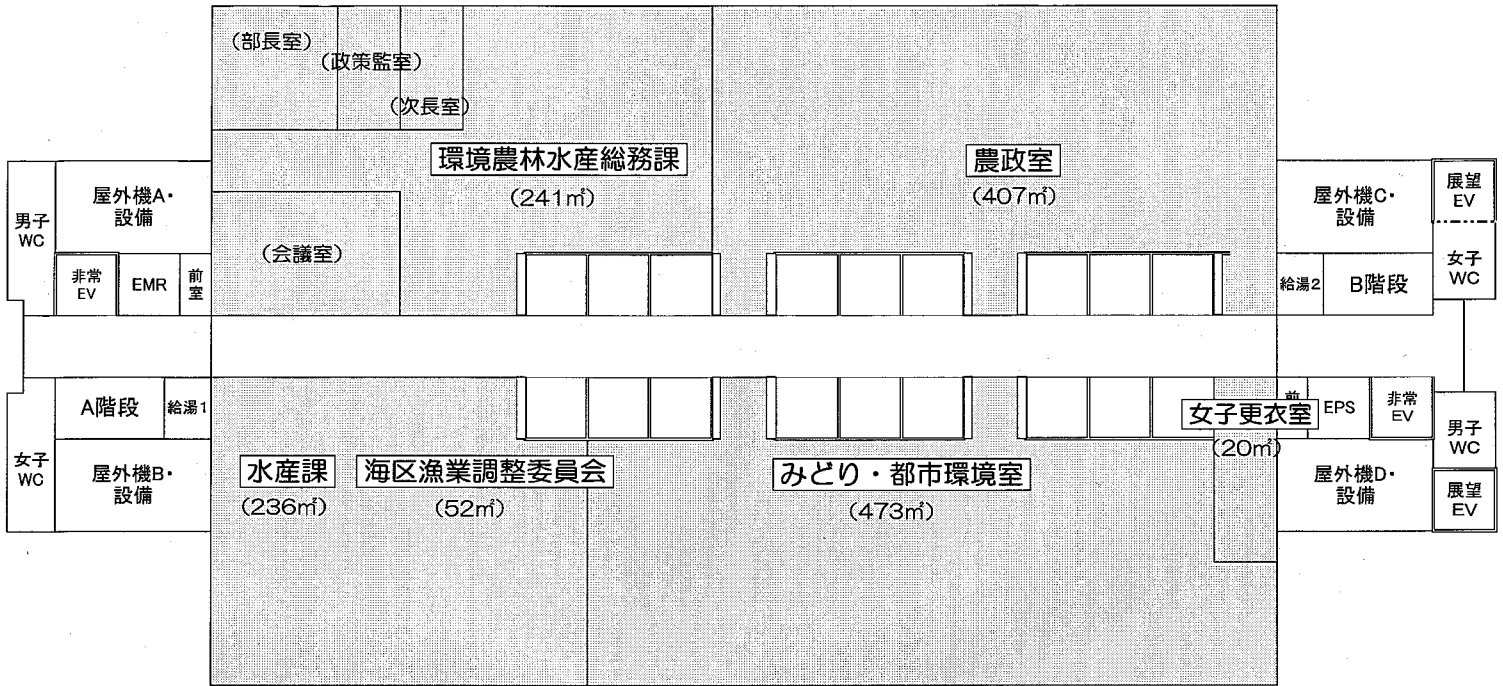 (部長室)
(政策監室)
(次長室)
環境農林水産総務課
(241㎡)
農政室
(407㎡)
(会議室)
男子
WC
屋外機A・
設備
非常
EV
EMR
前
室
屋外機C・
設備
展望
EV
女子
WC
給湯2
B階段
A階段
給湯1
女子
WC
屋外機B・
設備
水産課
(236㎡)
海区漁業調整委員会
(52㎡)
みどり・都市環境室
(473㎡)
女子更衣室
(20㎡)
EPS
非常
EV
男子
WC
屋外機D・
設備
展望
EV